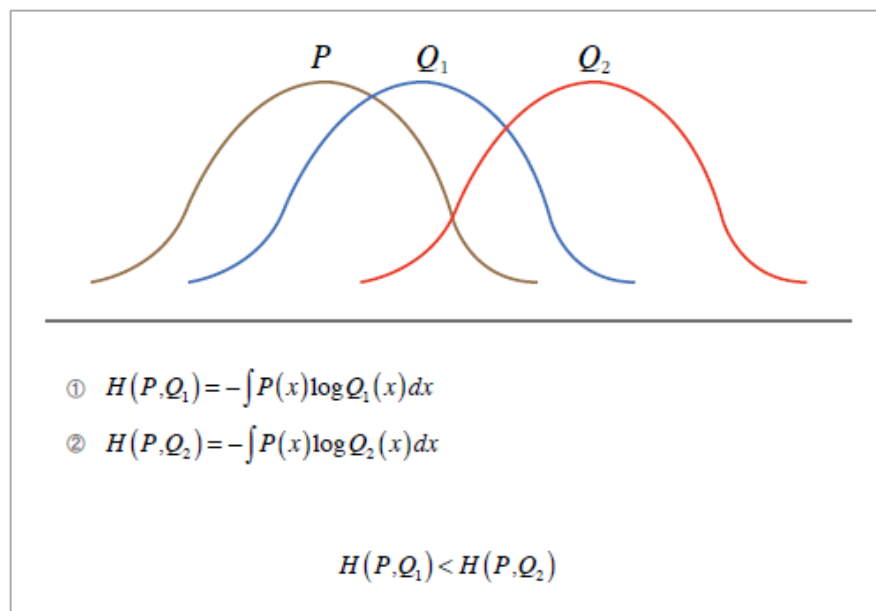 P Q₁ Q₂
① H(P,Q₁)=−∫P(x)logQ₁(x)dx
② H(P,Q₂)=−∫P(x)logQ₂(x)dx
H(P,Q₁)<H(P,Q₂)